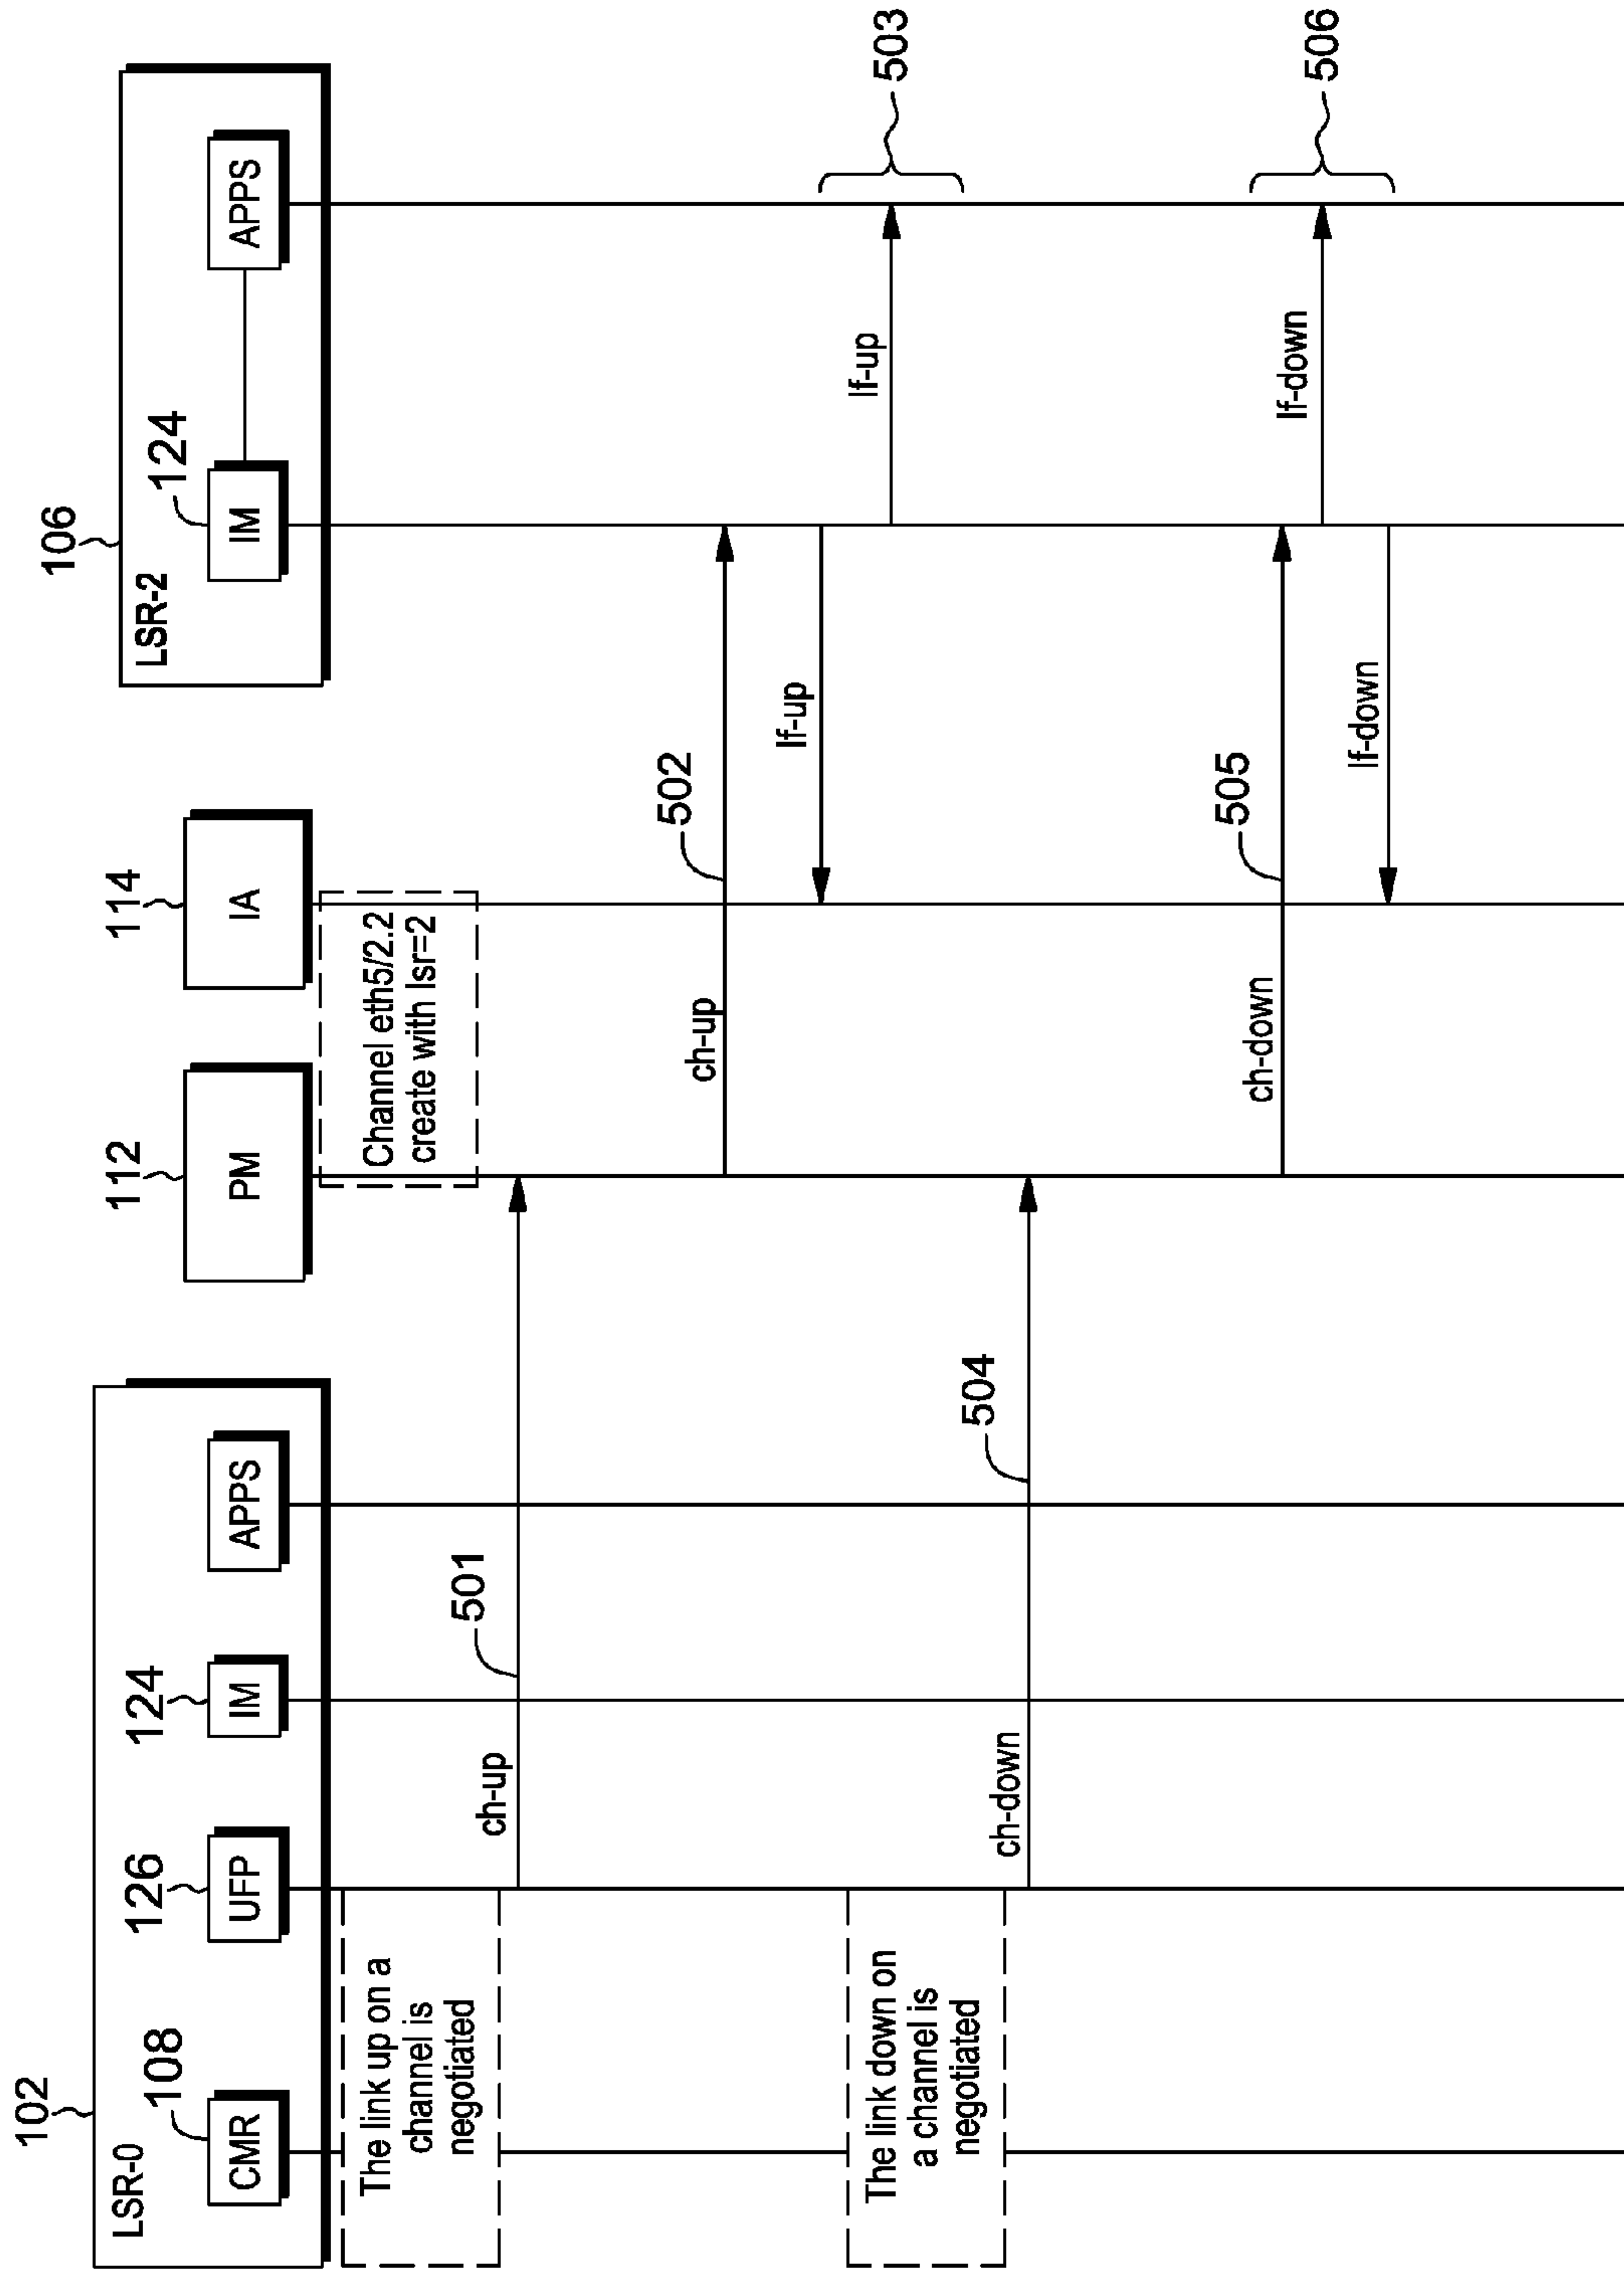 102
LSR-0
108
CMR
126
UFP
124
IM
APPS
112
PM
114
IA
106
LSR-2
124
IM
APPS
The link up on a
channel is
negotiated
Channel eth5/2.2
create with lsr=2
ch-up
501
ch-up
502
If-up
If-up
503
The link down on
a channel is
negotiated
ch-down
504
ch-down
505
If-down
506
If-down